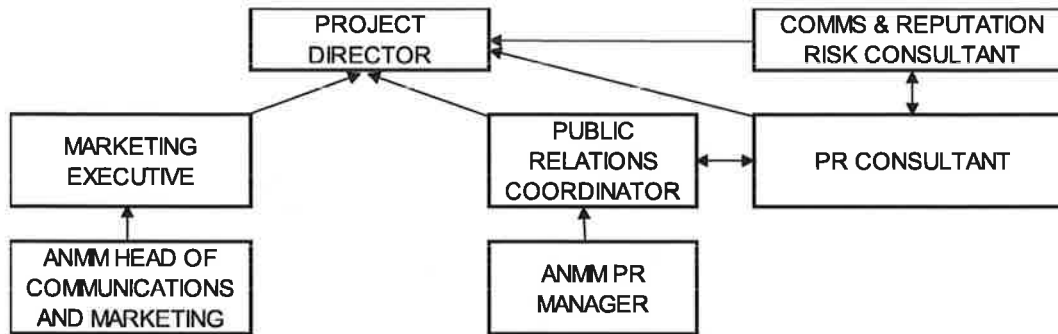 PROJECT
DIRECTOR
COMMS & REPUTATION
RISK CONSULTANT
MARKETING
EXECUTIVE
PUBLIC
RELATIONS
COORDINATOR
PR CONSULTANT
ANMM HEAD OF
COMMUNICATIONS
AND MARKETING
ANMM PR
MANAGER